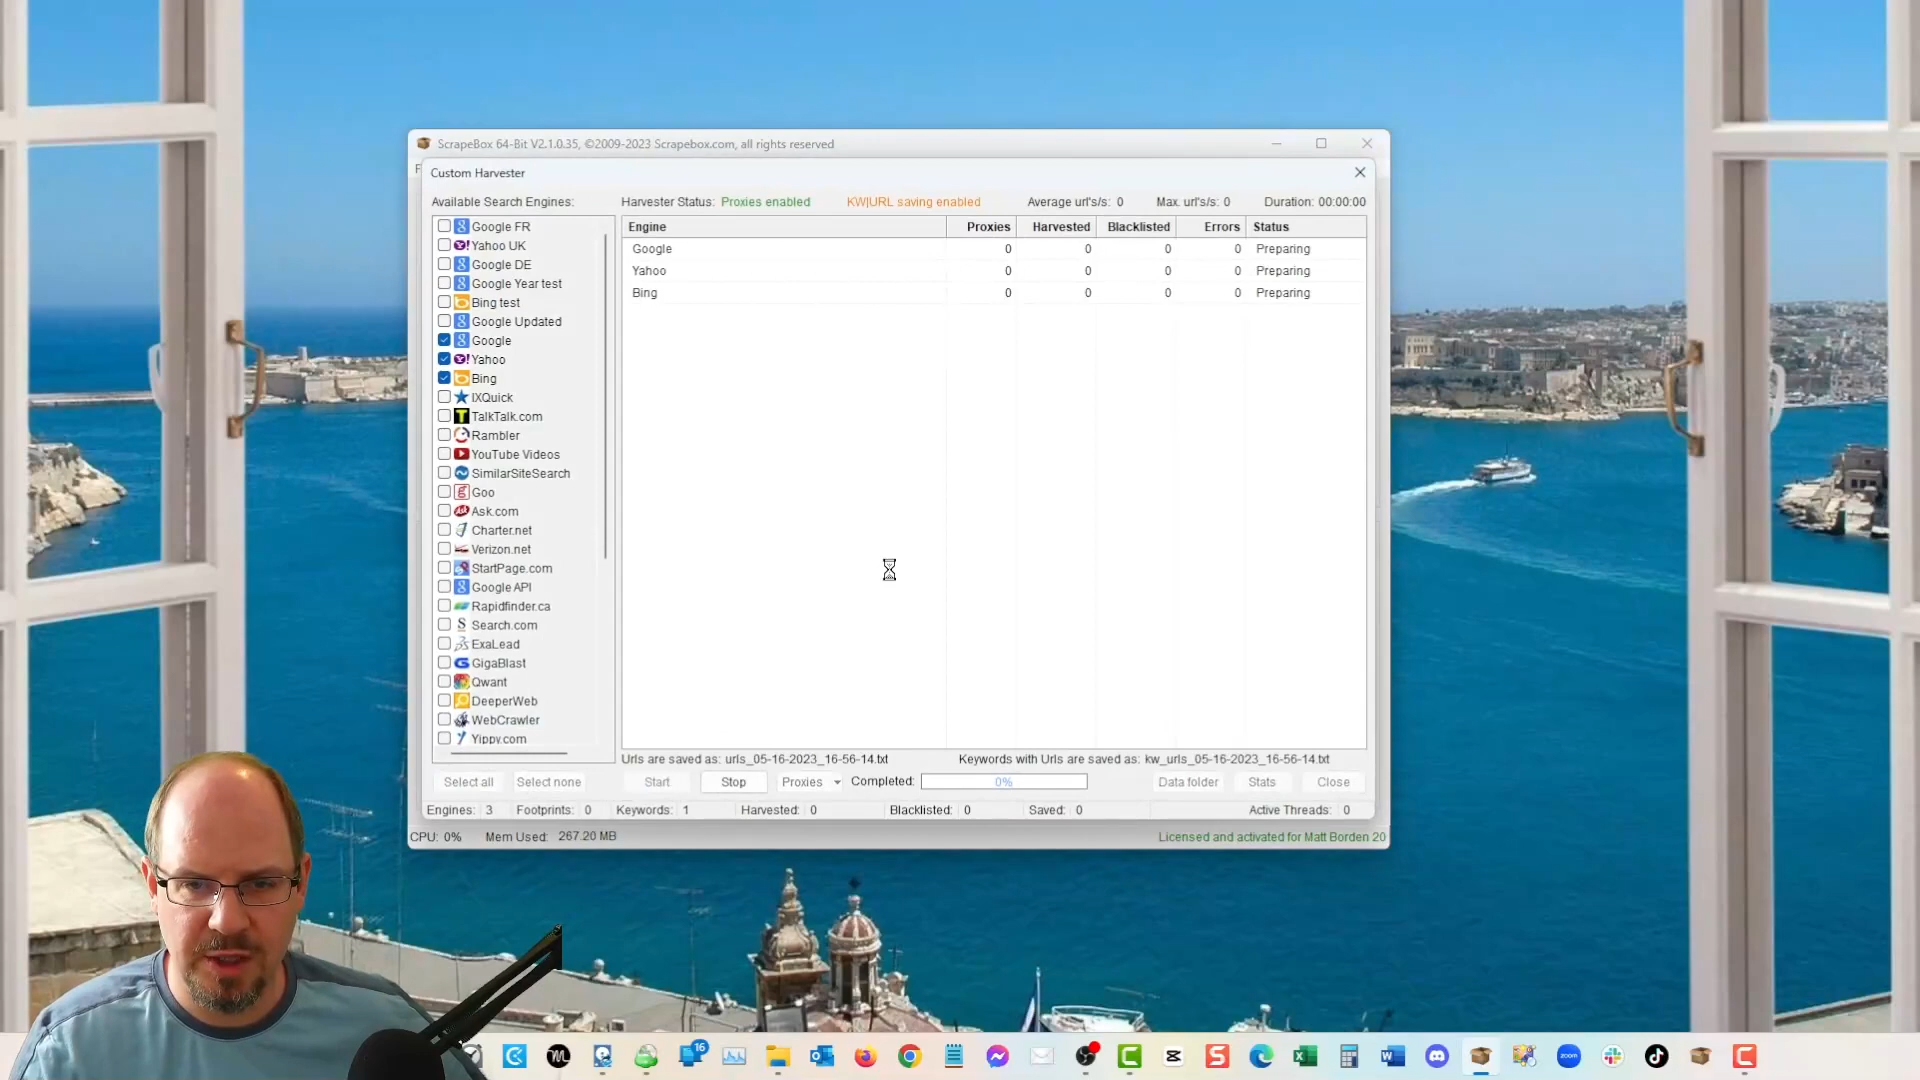 ScrapeBox 64-Bit V2.1.0.35, ©2009-2023 Scrapebox.com, all rights reserved
Custom Harvester
Available Search Engines:
Harvester Status: Proxies enabled
KW|URL saving enabled
Average url's/s: 0
Max. url's/s: 0
Duration: 00:00:00
Google FR
Yahoo UK
Google DE
Google Year test
Bing test
Google Updated
Google
Yahoo
Bing
IXQuick
TalkTalk.com
Rambler
YouTube Videos
SimilarSiteSearch
Goo
Ask.com
Charter.net
Verizon.net
StartPage.com
Google API
Rapidfinder.ca
Search.com
ExaLead
GigaBlast
Qwant
DeeperWeb
WebCrawler
Yippy.com
Engine Proxies Harvested Blacklisted Errors Status
Google 0 0 0 0 Preparing
Yahoo 0 0 0 0 Preparing
Bing 0 0 0 0 Preparing
Urls are saved as: urls_05-16-2023_16-56-14.txt
Keywords with Urls are saved as: kw_urls_05-16-2023_16-56-14.txt
Select all Select none Start Stop Proxies Completed: 0% Data folder Stats Close
Engines: 3 Footprints: 0 Keywords: 1 Harvested: 0 Blacklisted: 0 Saved: 0 Active Threads: 0
CPU: 0% Mem Used: 267.20 MB Licensed and activated for Matt Borden 20
16
zoom